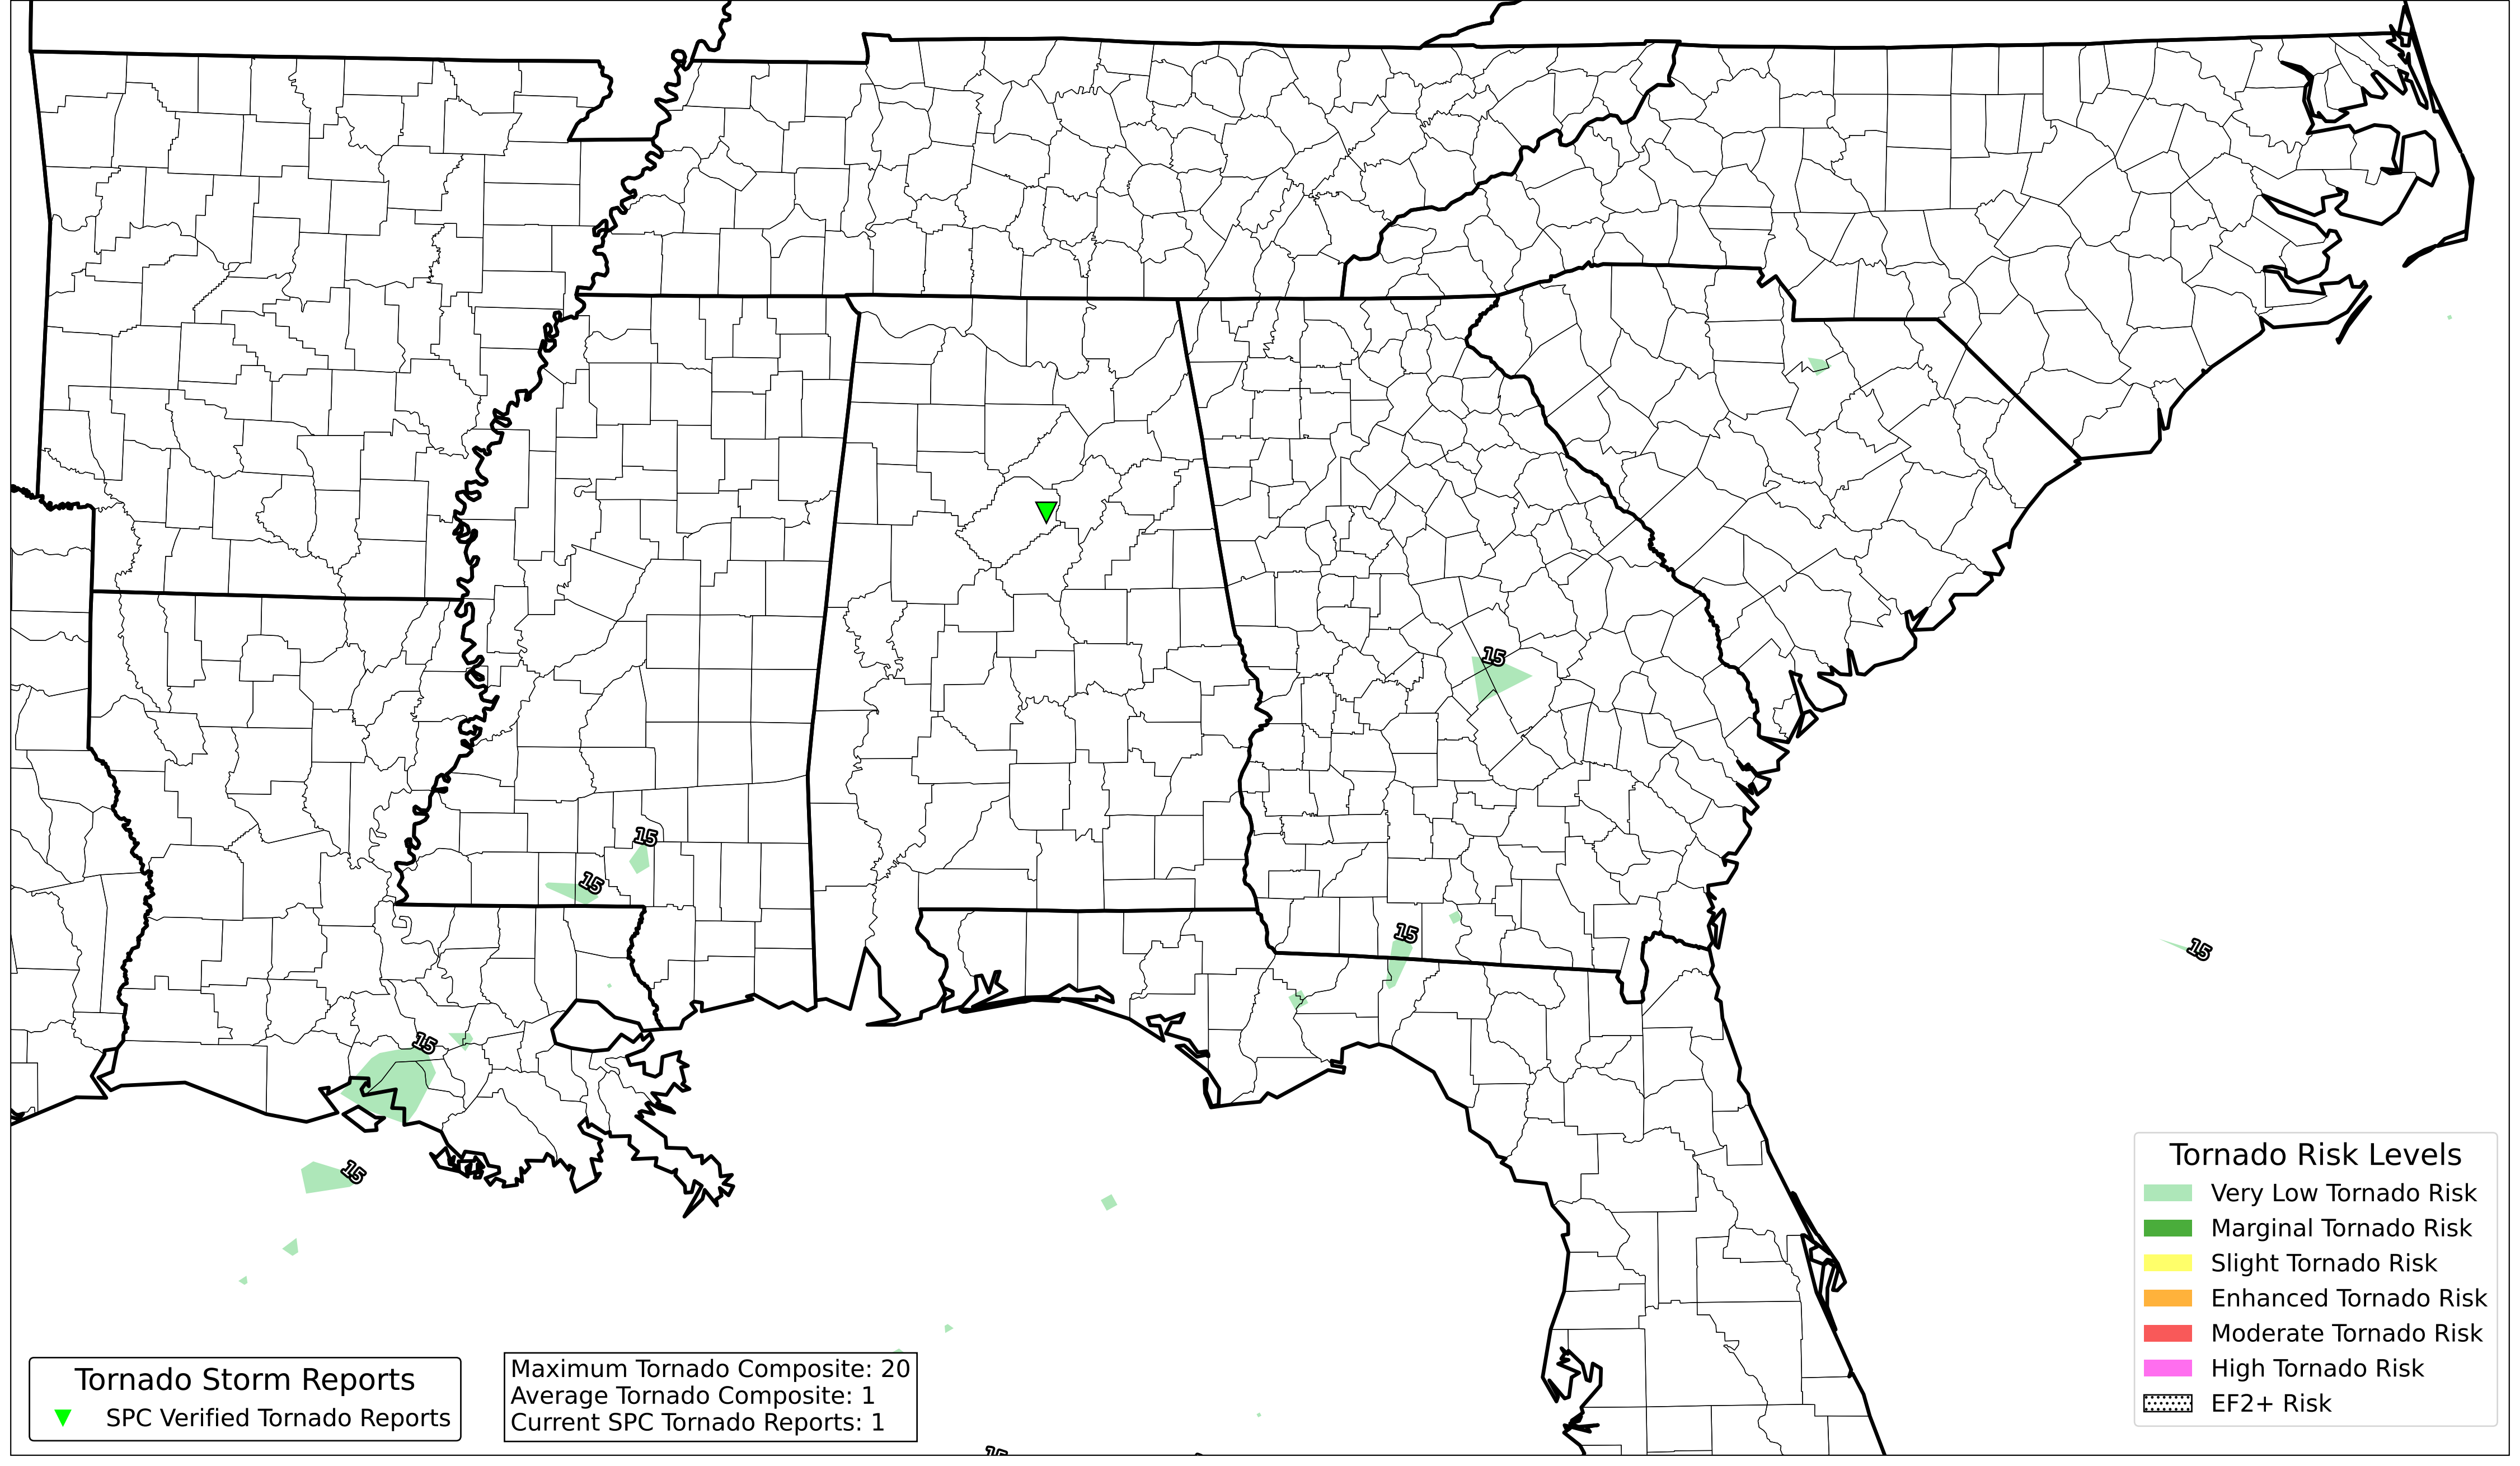 15
15
15
15
15
15
15
Tornado Risk Levels
Very Low Tornado Risk
Marginal Tornado Risk
Slight Tornado Risk
Enhanced Tornado Risk
Moderate Tornado Risk
High Tornado Risk
EF2+ Risk
Tornado Storm Reports
SPC Verified Tornado Reports
Maximum Tornado Composite: 20
Average Tornado Composite: 1
Current SPC Tornado Reports: 1